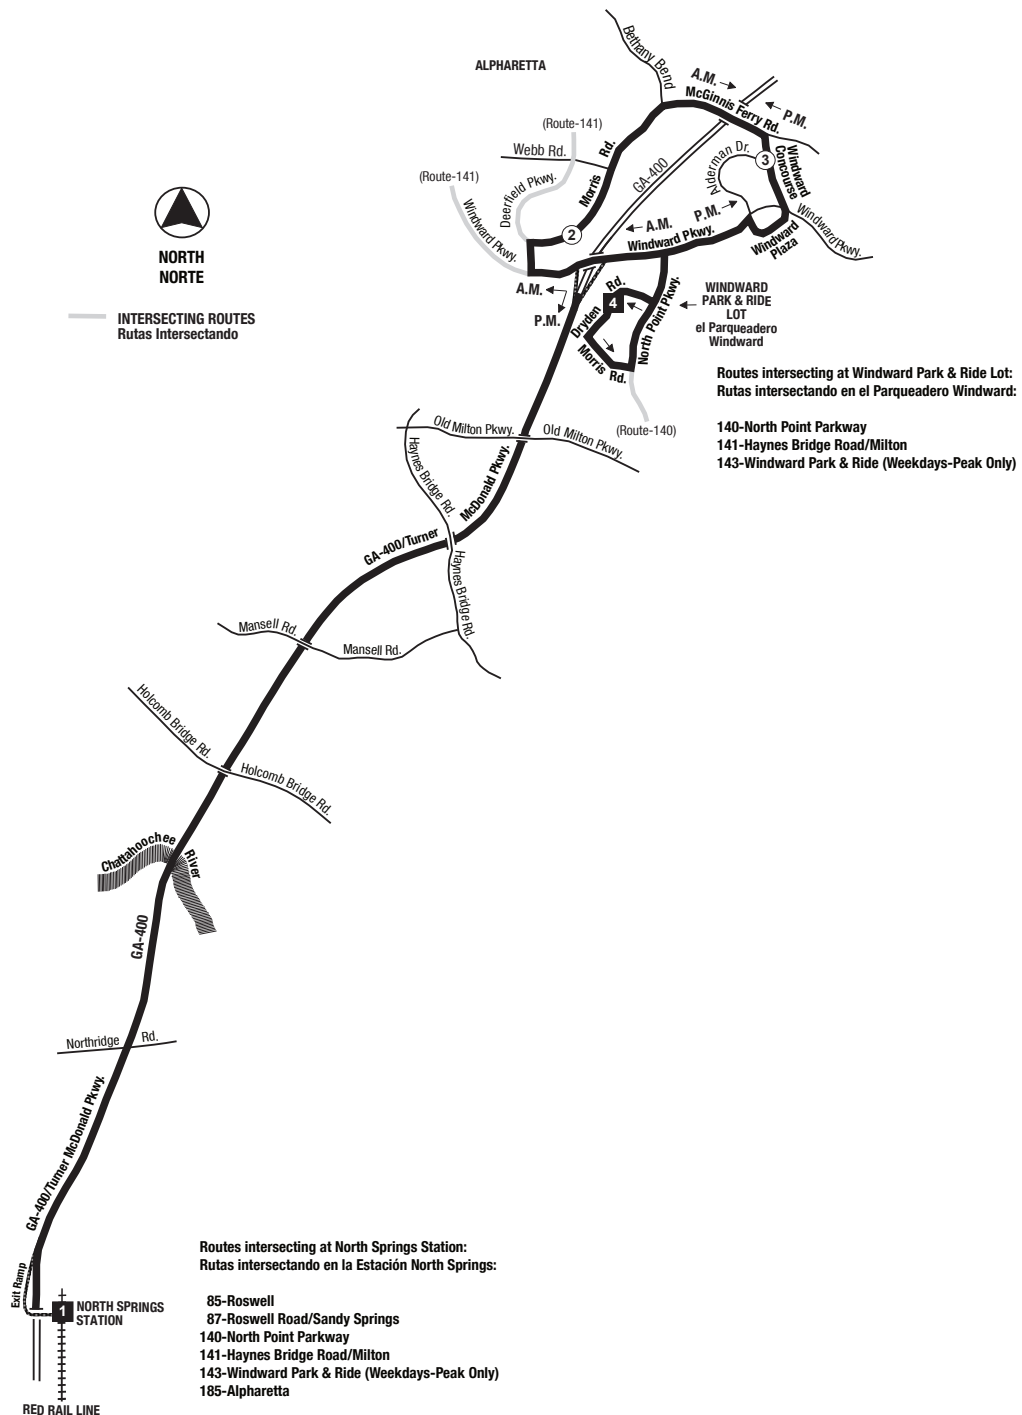 ALPHARETTA
Bethany Bend
A.M.
McGinnis Ferry Rd.
P.M.
(Route-141)
Webb Rd.
Morris Rd.
GA-400
Alderman Dr.
3
Windward
Concourse
(Route-141)
Deerfield Pkwy.
Windward Pkwy.
2
A.M.
P.M.
Windward Pkwy.
Windward
Plaza
Windward Pkwy.
NORTH
NORTE
INTERSECTING ROUTES
Rutas Intersectando
A.M.
P.M.
Dryden Rd.
4
North Point Pkwy.
Morris Rd.
WINDWARD
PARK & RIDE
LOT
el Parqueadero
Windward
Routes intersecting at Windward Park & Ride Lot:
Rutas intersectando en el Parqueadero Windward:
140-North Point Parkway
141-Haynes Bridge Road/Milton
143-Windward Park & Ride (Weekdays-Peak Only)
(Route-140)
Old Milton Pkwy.
Old Milton Pkwy.
Haynes Bridge Rd.
GA-400/Turner McDonald Pkwy.
Haynes Bridge Rd.
Mansell Rd.
Mansell Rd.
Holcomb Bridge Rd.
Holcomb Bridge Rd.
Chattahoochee River
GA-400
Northridge Rd.
GA-400/Turner McDonald Pkwy.
Exit Ramp
1
NORTH SPRINGS
STATION
RED RAIL LINE
Routes intersecting at North Springs Station:
Rutas intersectando en la Estación North Springs:
85-Roswell
87-Roswell Road/Sandy Springs
140-North Point Parkway
141-Haynes Bridge Road/Milton
143-Windward Park & Ride (Weekdays-Peak Only)
185-Alpharetta